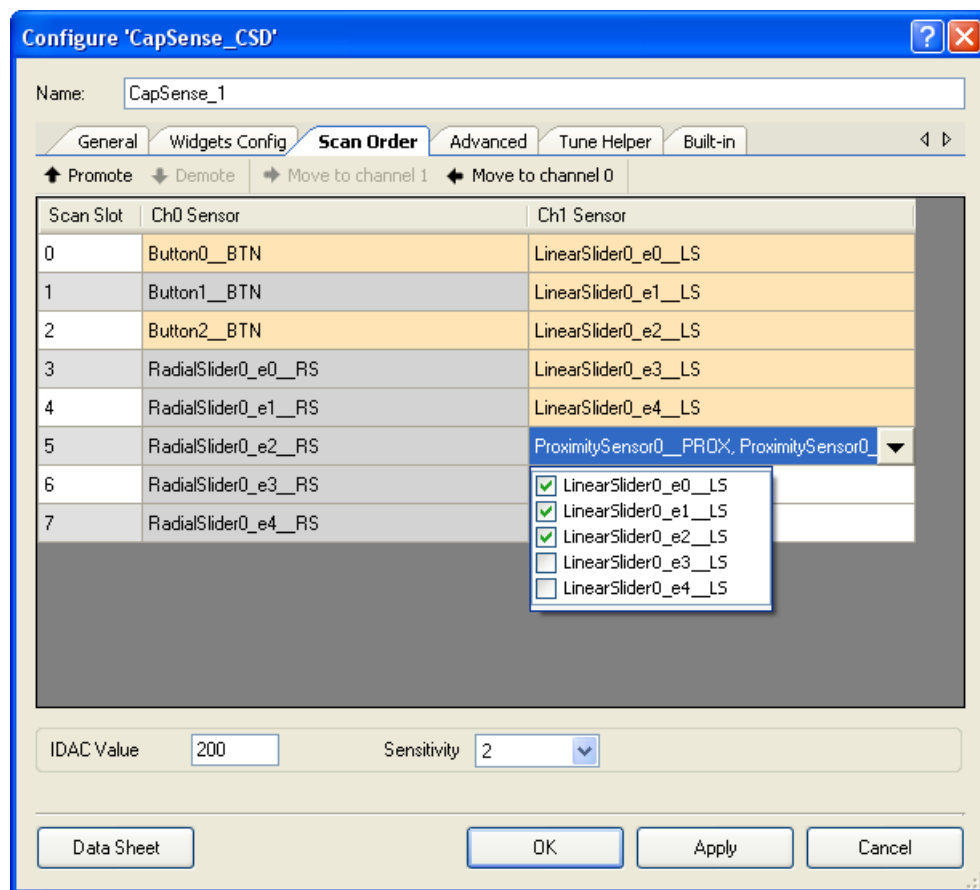 Configure 'CapSense_CSD'
Name: CapSense_1
General Widgets Config Scan Order Advanced Tune Helper Built-in
Promote Demote Move to channel 1 Move to channel 0
Scan Slot Ch0 Sensor Ch1 Sensor
0 Button0__BTN LinearSlider0_e0__LS
1 Button1__BTN LinearSlider0_e1__LS
2 Button2__BTN LinearSlider0_e2__LS
3 RadialSlider0_e0__RS LinearSlider0_e3__LS
4 RadialSlider0_e1__RS LinearSlider0_e4__LS
5 RadialSlider0_e2__RS ProximitySensor0__PROX, ProximitySensor0_
6 RadialSlider0_e3__RS
7 RadialSlider0_e4__RS
LinearSlider0_e0__LS
LinearSlider0_e1__LS
LinearSlider0_e2__LS
LinearSlider0_e3__LS
LinearSlider0_e4__LS
IDAC Value 200 Sensitivity 2
Data Sheet OK Apply Cancel